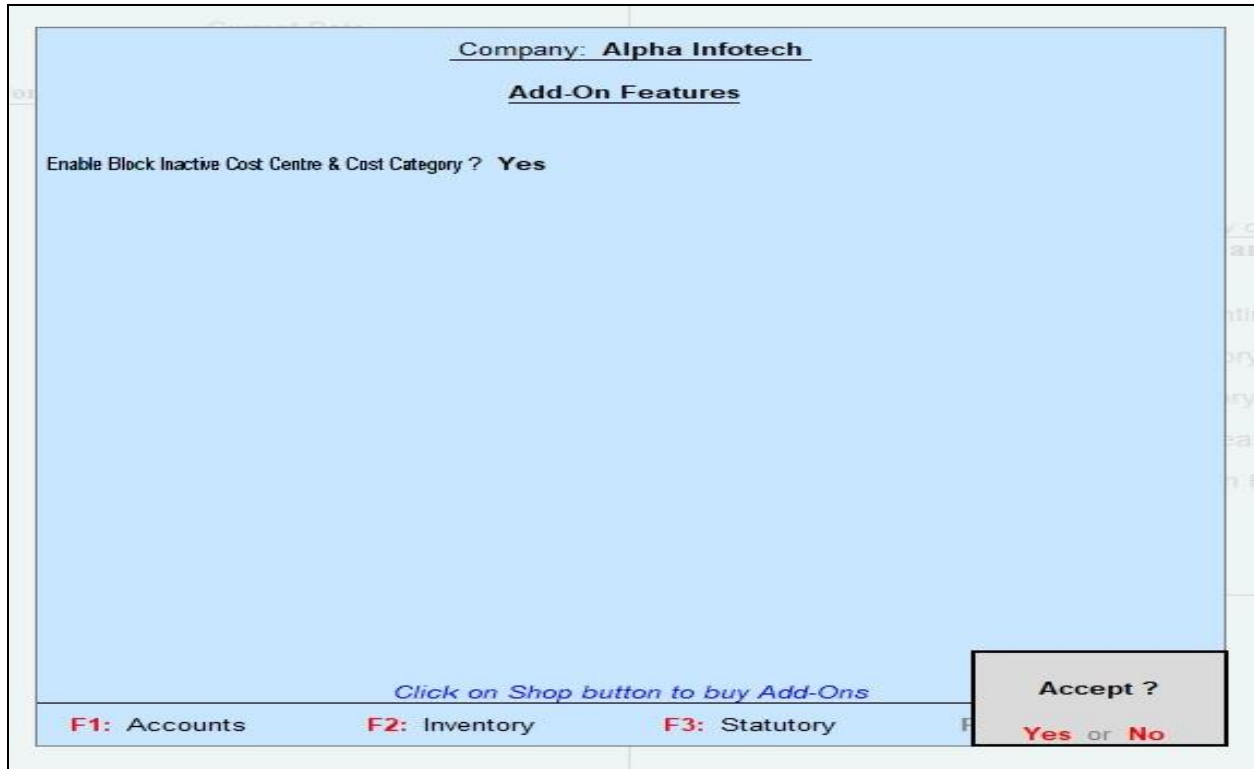 Company: Alpha Infotech
Add-On Features
Enable Block Inactive Cost Centre & Cost Category ? Yes
Click on Shop button to buy Add-Ons
F1: Accounts F2: Inventory F3: Statutory
Accept ?
Yes or No